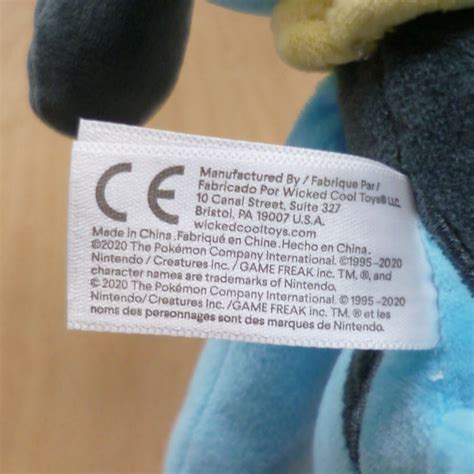 CE
Manufactured By / Fabrique Par /
Fabricado Por Wicked Cool Toys® LLC.
10 Canal Street, Suite 327
Bristol, PA 19007 U.S.A.
wickedcooltoys.com
Made in China. Fabriqué en Chine. Hecho en China.
©2020 The Pokémon Company International. ©1995-2020
Nintendo / Creatures Inc. / GAME FREAK inc. TM, ®, and
character names are trademarks of Nintendo.
© 2020 The Pokémon Company International. © 1995-2020
Nintendo/ Creatures Inc. /GAME FREAK inc. TM. ® et les
noms des personnages sont des marques de Nintendo.